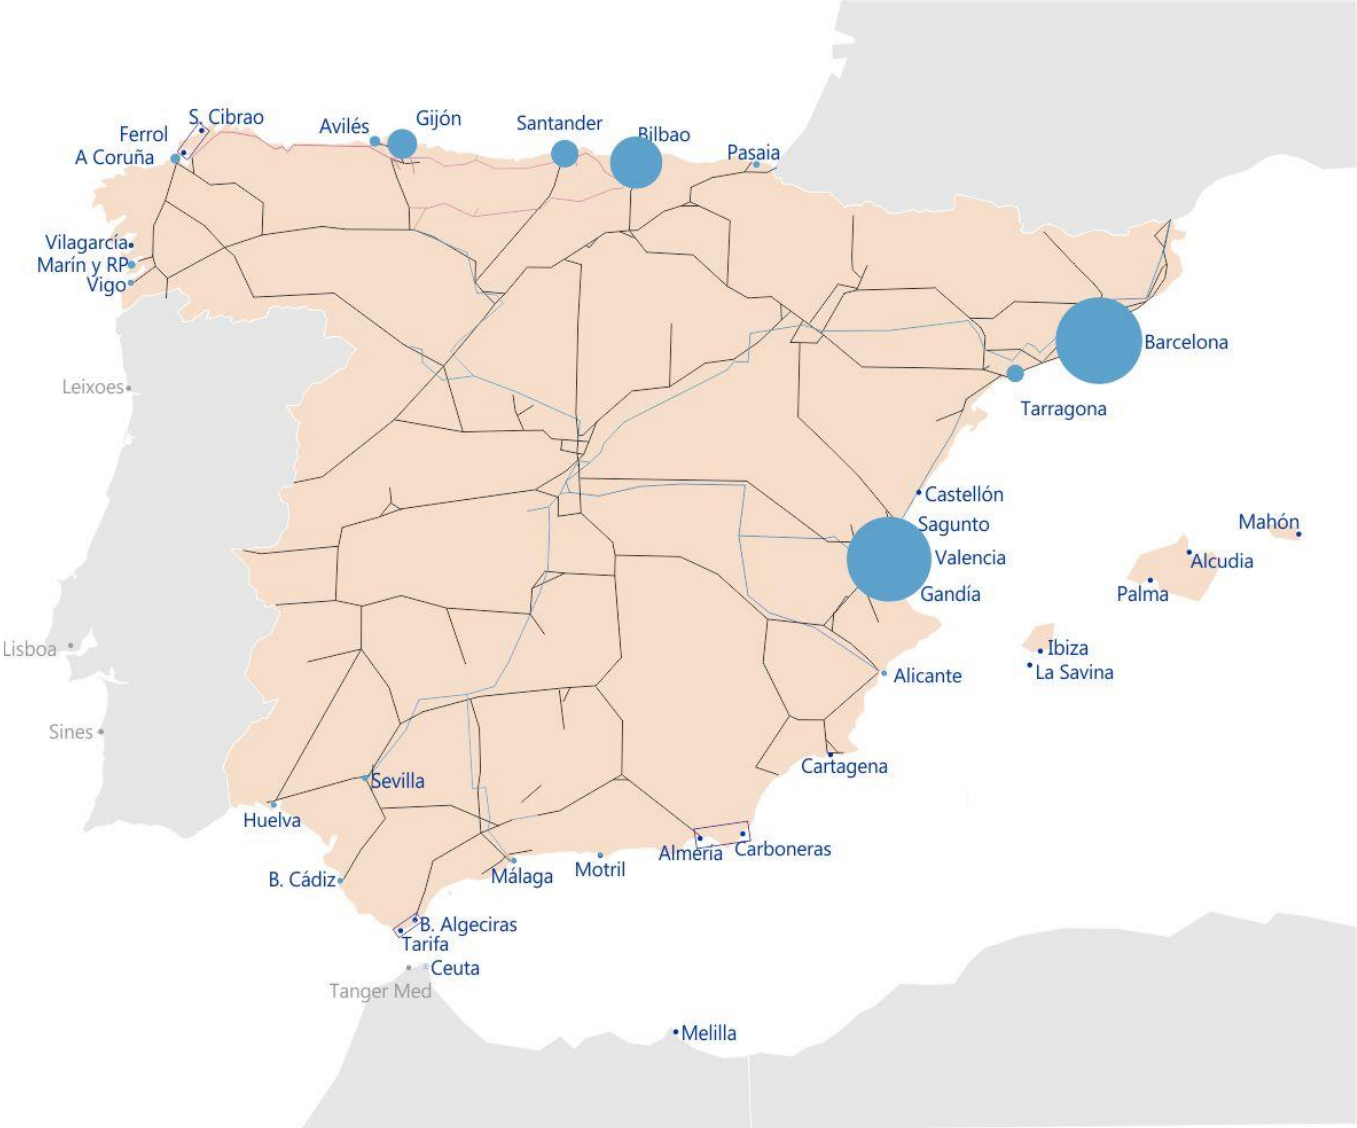 S. Cibrao
Ferrol
A Coruña
Avilés
Gijón
Santander
Bilbao
Pasaia
Vilagarcía
Marín y RP
Vigo
Leixoes
Barcelona
Tarragona
Castellón
Sagunto
Valencia
Gandía
Mahón
Alcudia
Palma
Ibiza
La Savina
Lisboa
Alicante
Sines
Cartagena
Sevilla
Huelva
Almería
Carboneras
Motril
Málaga
B. Cádiz
B. Algeciras
Tarifa
Ceuta
Tanger Med
Melilla